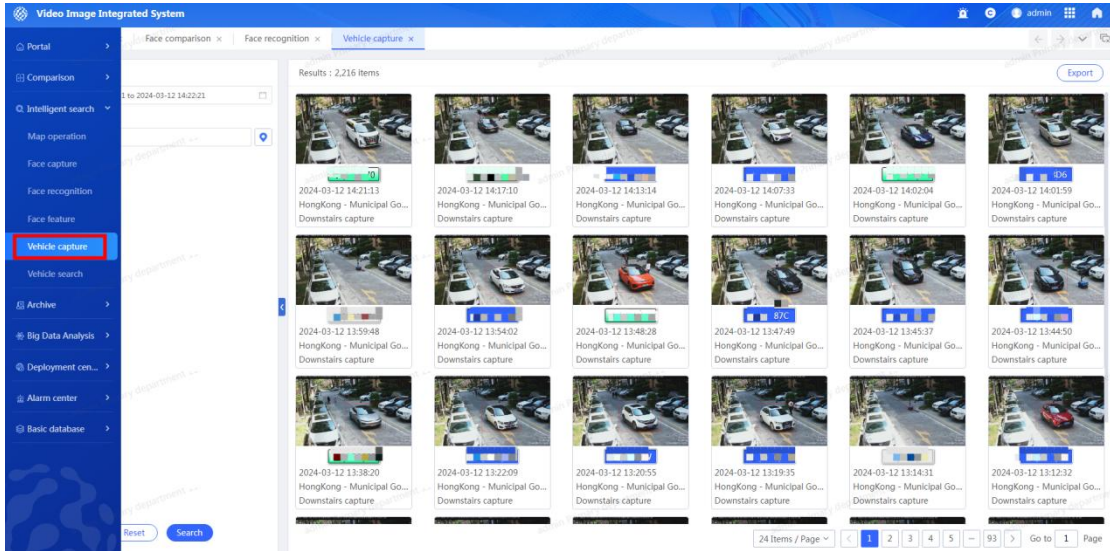 Video Image Integrated System
admin
Portal
Face comparison ×
Face recognition ×
Vehicle capture ×
Comparison
Results : 2,216 items
Export
Intelligent search
1 to 2024-03-12 14:22:21
Map operation
Face capture
Face recognition
Face feature
Vehicle capture
Vehicle search
Archive
Big Data Analysis
Deployment cen...
Alarm center
Basic database
Reset
Search
2024-03-12 14:21:13
HongKong - Municipal Go...
Downstairs capture
2024-03-12 14:17:10
HongKong - Municipal Go...
Downstairs capture
2024-03-12 14:13:14
HongKong - Municipal Go...
Downstairs capture
2024-03-12 14:07:33
HongKong - Municipal Go...
Downstairs capture
2024-03-12 14:02:04
HongKong - Municipal Go...
Downstairs capture
2024-03-12 14:01:59
HongKong - Municipal Go...
Downstairs capture
2024-03-12 13:59:48
HongKong - Municipal Go...
Downstairs capture
2024-03-12 13:54:02
HongKong - Municipal Go...
Downstairs capture
2024-03-12 13:48:28
HongKong - Municipal Go...
Downstairs capture
87C
2024-03-12 13:47:49
HongKong - Municipal Go...
Downstairs capture
2024-03-12 13:45:37
HongKong - Municipal Go...
Downstairs capture
2024-03-12 13:44:50
HongKong - Municipal Go...
Downstairs capture
2024-03-12 13:38:20
HongKong - Municipal Go...
Downstairs capture
2024-03-12 13:22:09
HongKong - Municipal Go...
Downstairs capture
2024-03-12 13:20:55
HongKong - Municipal Go...
Downstairs capture
2024-03-12 13:19:35
HongKong - Municipal Go...
Downstairs capture
2024-03-12 13:14:31
HongKong - Municipal Go...
Downstairs capture
2024-03-12 13:12:32
HongKong - Municipal Go...
Downstairs capture
24 Items / Page
1 2 3 4 5 93
Go to 1 Page